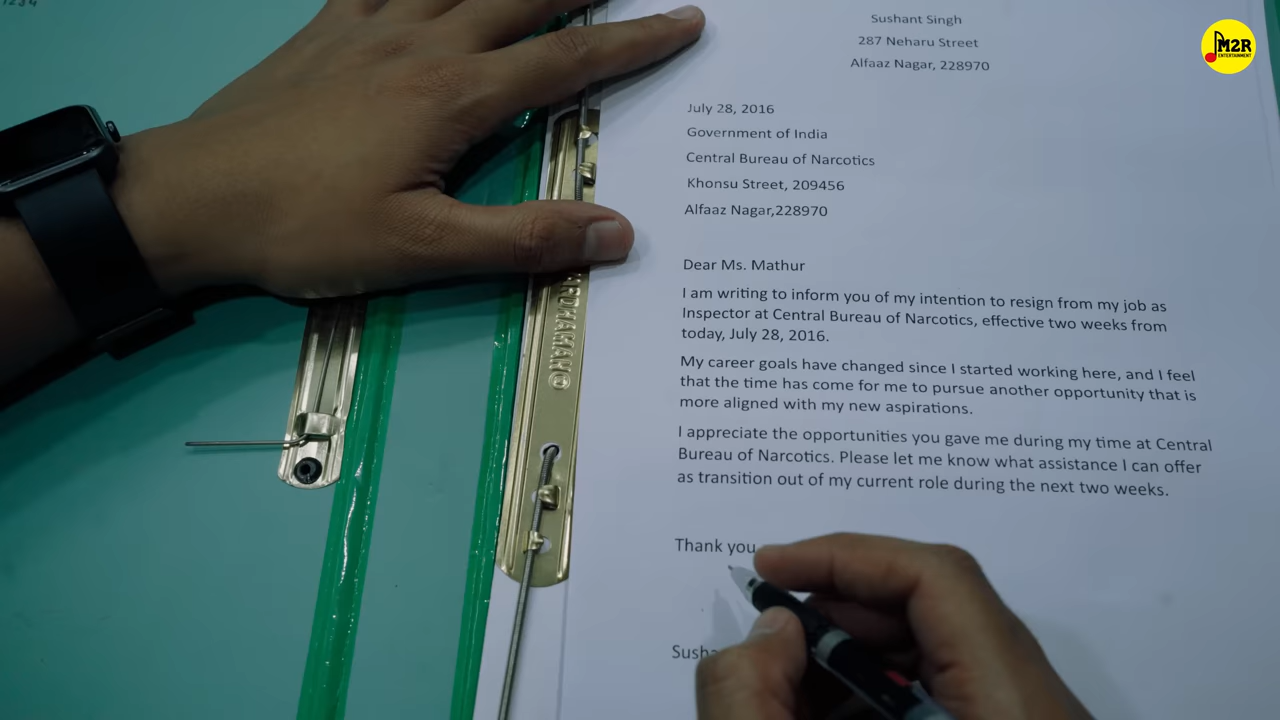 Sushant Singh
287 Neharu Street
Alfaaz Nagar, 228970
July 28, 2016
Government of India
Central Bureau of Narcotics
Khonsu Street, 209456
Alfaaz Nagar,228970
Dear Ms. Mathur
I am writing to inform you of my intention to resign from my job as
Inspector at Central Bureau of Narcotics, effective two weeks from
today, July 28, 2016.
My career goals have changed since I started working here, and I feel
that the time has come for me to pursue another opportunity that is
more aligned with my new aspirations.
I appreciate the opportunities you gave me during my time at Central
Bureau of Narcotics. Please let me know what assistance I can offer
as transition out of my current role during the next two weeks.
Thank you
M2R
ENTERTAINMENT